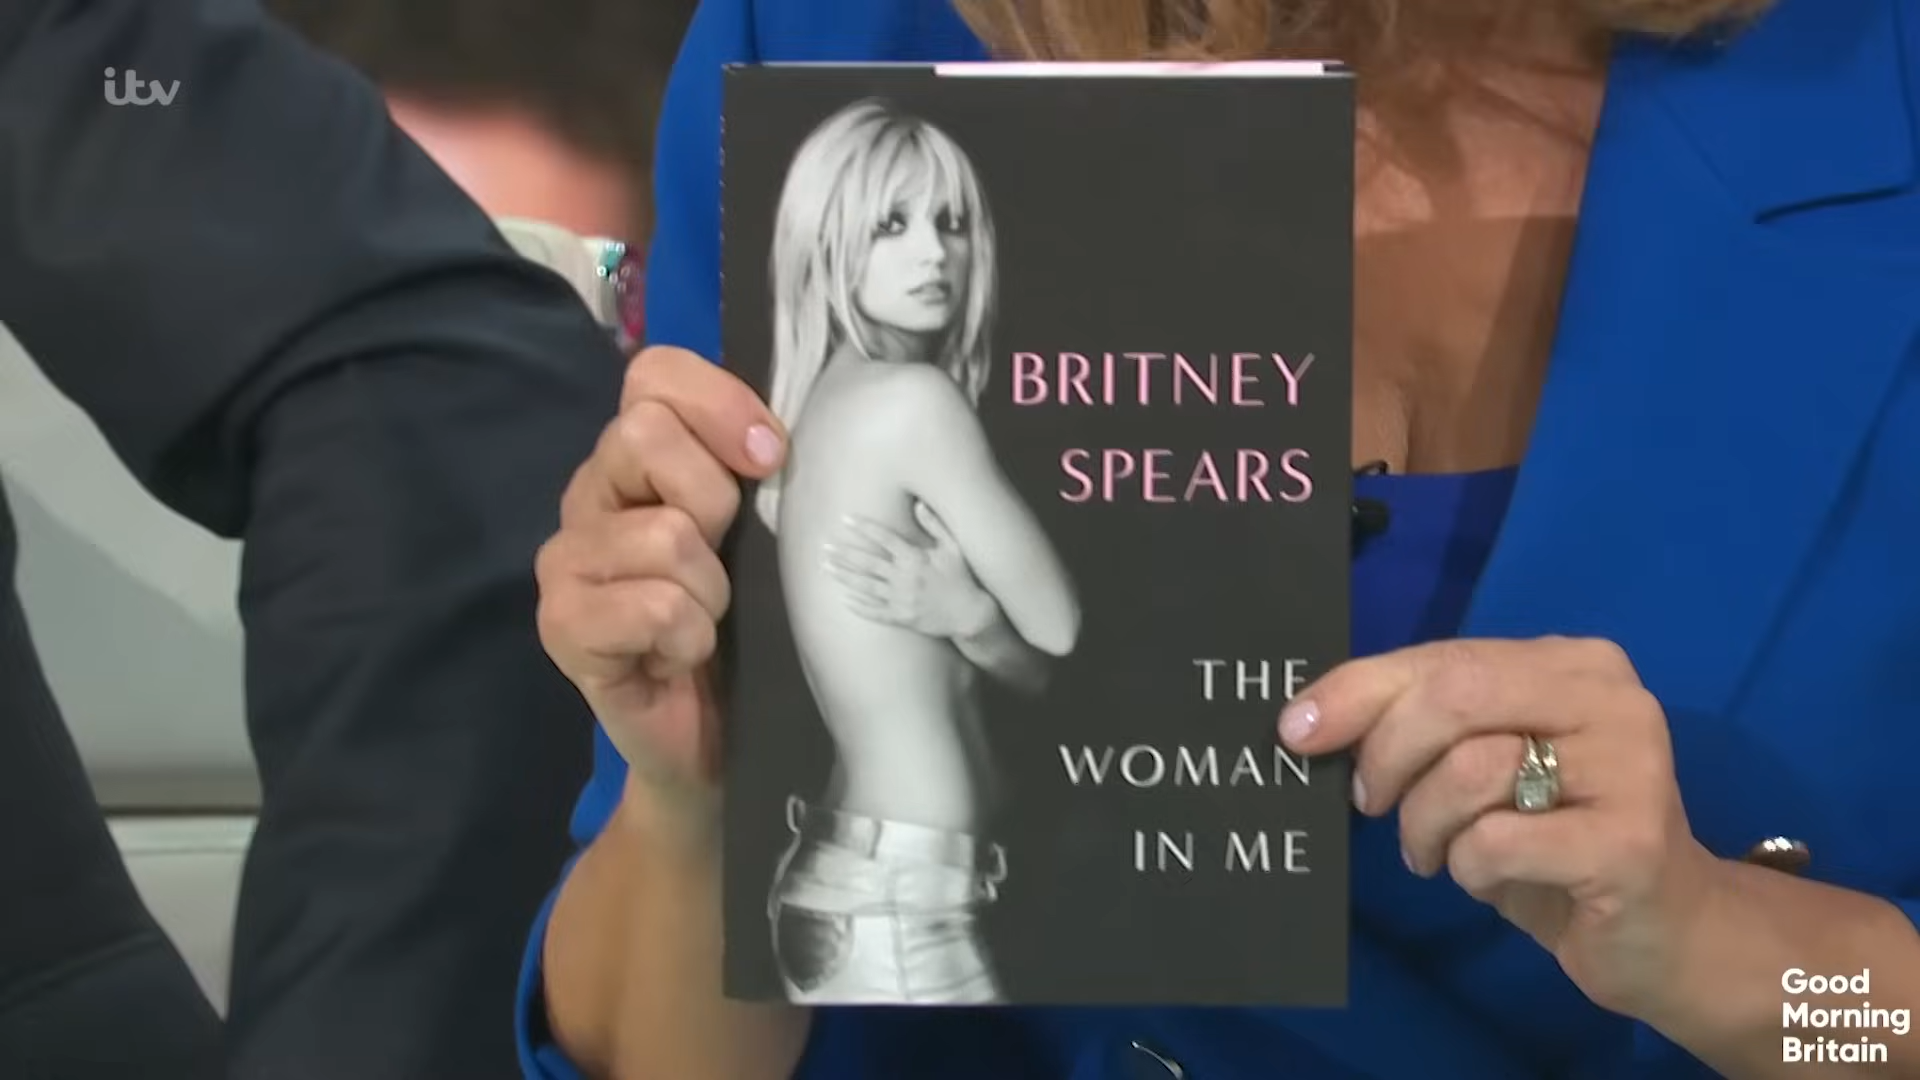 itv
BRITNEY
SPEARS
THE
WOMAN
IN ME
Good
Morning
Britain